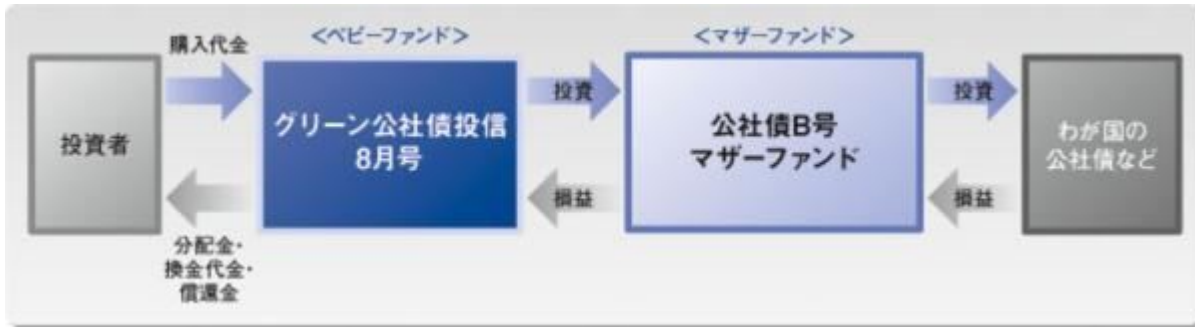 購入代金
<ベビーファンド>
<マザーファンド>
投資者
グリーン公社債投信
8月号
投資
公社債B号
マザーファンド
投資
わが国の
公社債など
損益
損益
分配金・
換金代金・
償還金